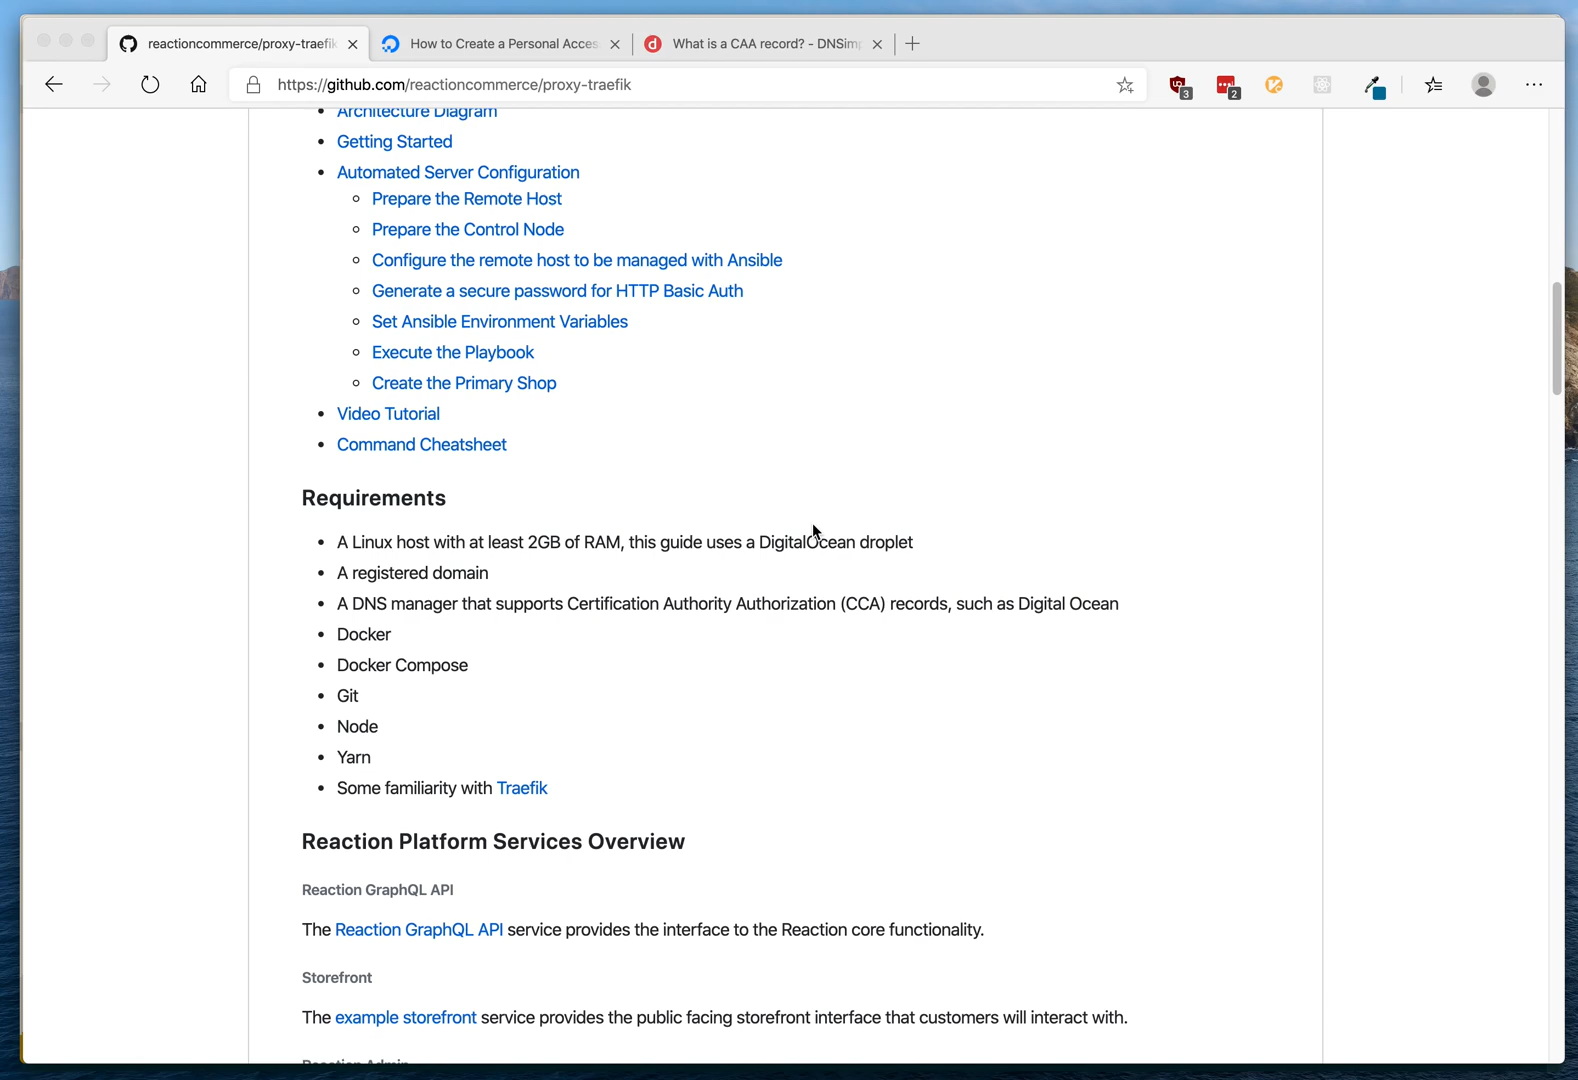 reactioncommerce/proxy-traefik
How to Create a Personal Acces
What is a CAA record? - DNSim
https://github.com/reactioncommerce/proxy-traefik
3
2
Architecture Diagram
Getting Started
Automated Server Configuration
Prepare the Remote Host
Prepare the Control Node
Configure the remote host to be managed with Ansible
Generate a secure password for HTTP Basic Auth
Set Ansible Environment Variables
Execute the Playbook
Create the Primary Shop
Video Tutorial
Command Cheatsheet
Requirements
A Linux host with at least 2GB of RAM, this guide uses a DigitalOcean droplet
A registered domain
A DNS manager that supports Certification Authority Authorization (CCA) records, such as Digital Ocean
Docker
Docker Compose
Git
Node
Yarn
Some familiarity with Traefik
Reaction Platform Services Overview
Reaction GraphQL API
The Reaction GraphQL API service provides the interface to the Reaction core functionality.
Storefront
The example storefront service provides the public facing storefront interface that customers will interact with.
Reaction Admin